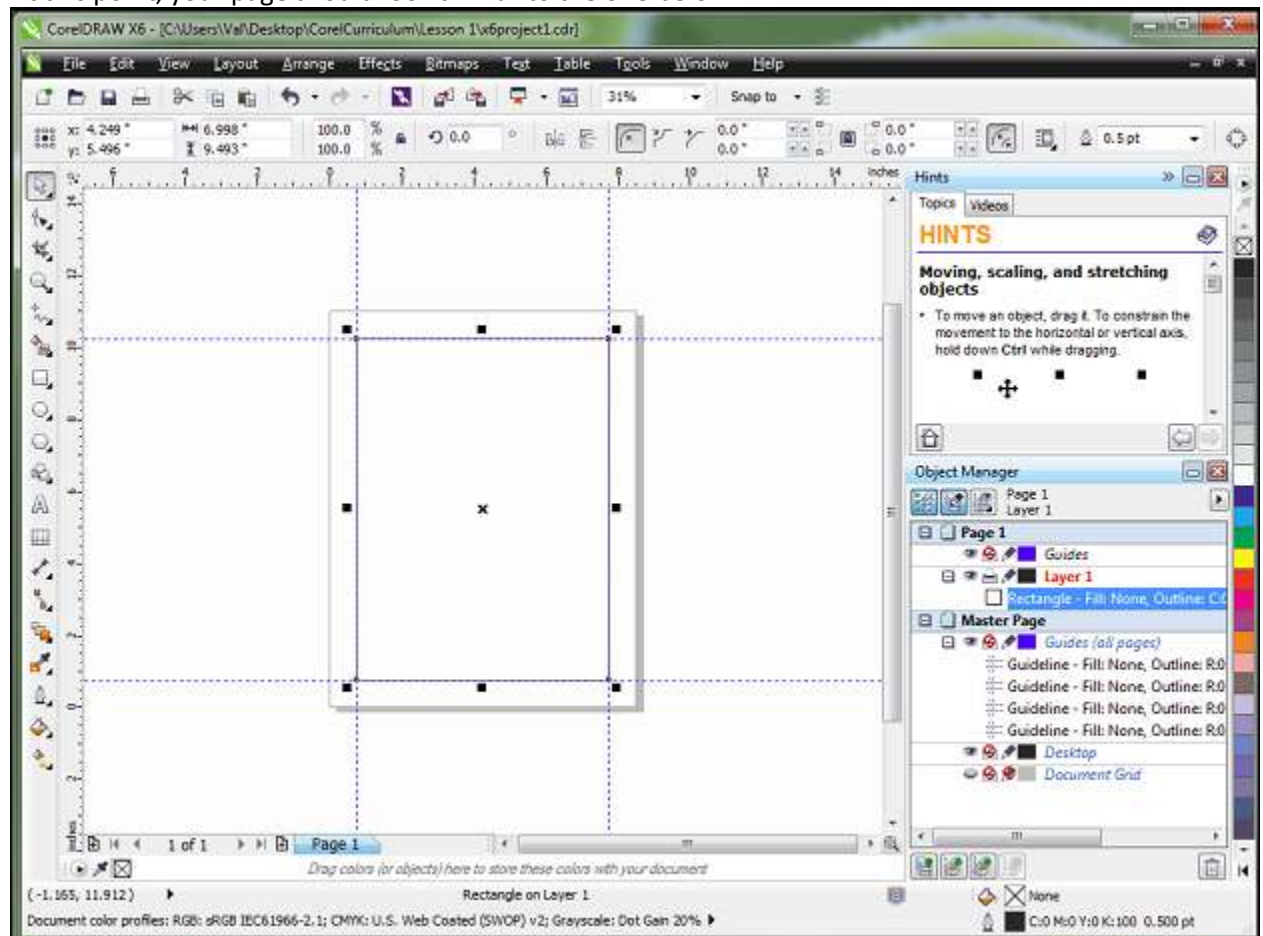 CorelDRAW X6 - [C:\Users\Val\Desktop\CorelCurriculum\Lesson 1\x6project1.cdr]
File Edit View Layout Arrange Effects Bitmaps Text Table Tools Window Help
31% Snap to
x: 4.249 " 6.998 " 100.0 % 0.0 ° 0.0 " 0.0 " 0.5 pt
y: 5.496 " 9.493 " 100.0 % 0.0 " 0.0 "
inches
Hints
Topics Videos
HINTS
Moving, scaling, and stretching
objects
• To move an object, drag it. To constrain the
movement to the horizontal or vertical axis,
hold down Ctrl while dragging.
Object Manager
Page 1
Layer 1
Page 1
Guides
Layer 1
Rectangle - Fill: None, Outline: C:0
Master Page
Guides (all pages)
Guideline - Fill: None, Outline: R:0
Guideline - Fill: None, Outline: R:0
Guideline - Fill: None, Outline: R:0
Guideline - Fill: None, Outline: R:0
Desktop
Document Grid
1 of 1 Page 1
Drag colors (or objects) here to store these colors with your document
(-1.165, 11.912) Rectangle on Layer 1 None
Document color profiles: RGB: sRGB IEC61966-2.1; CMYK: U.S. Web Coated (SWOP) v2; Grayscale: Dot Gain 20% C:0 M:0 Y:0 K:100 0.500 pt